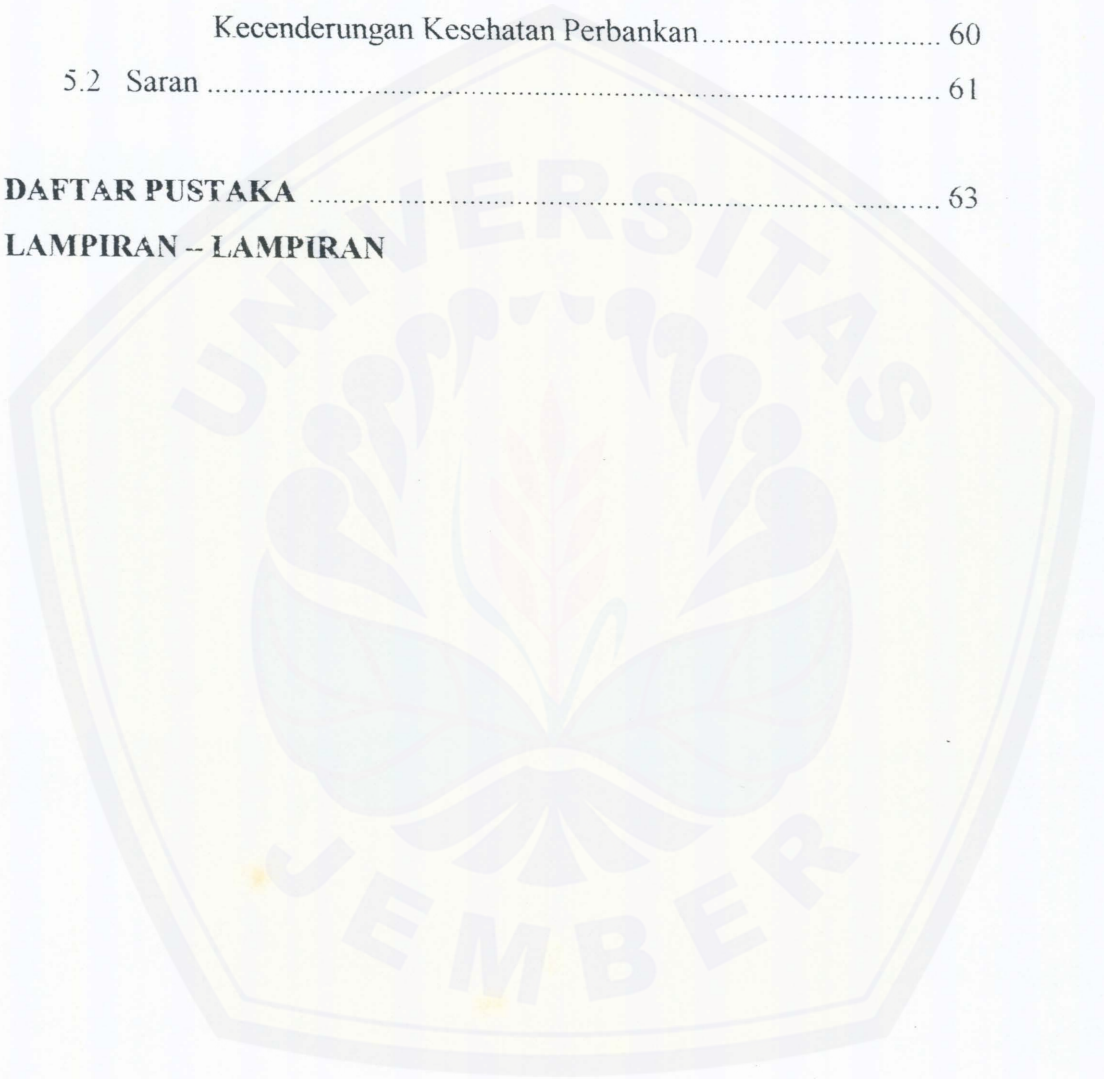 Kecenderungan Kesehatan Perbankan............................ 60
5.2 Saran ........................................................................................ 61
DAFTAR PUSTAKA ............................................................................ 63
LAMPIRAN -- LAMPIRAN
UNIVERSITAS
JEMBER